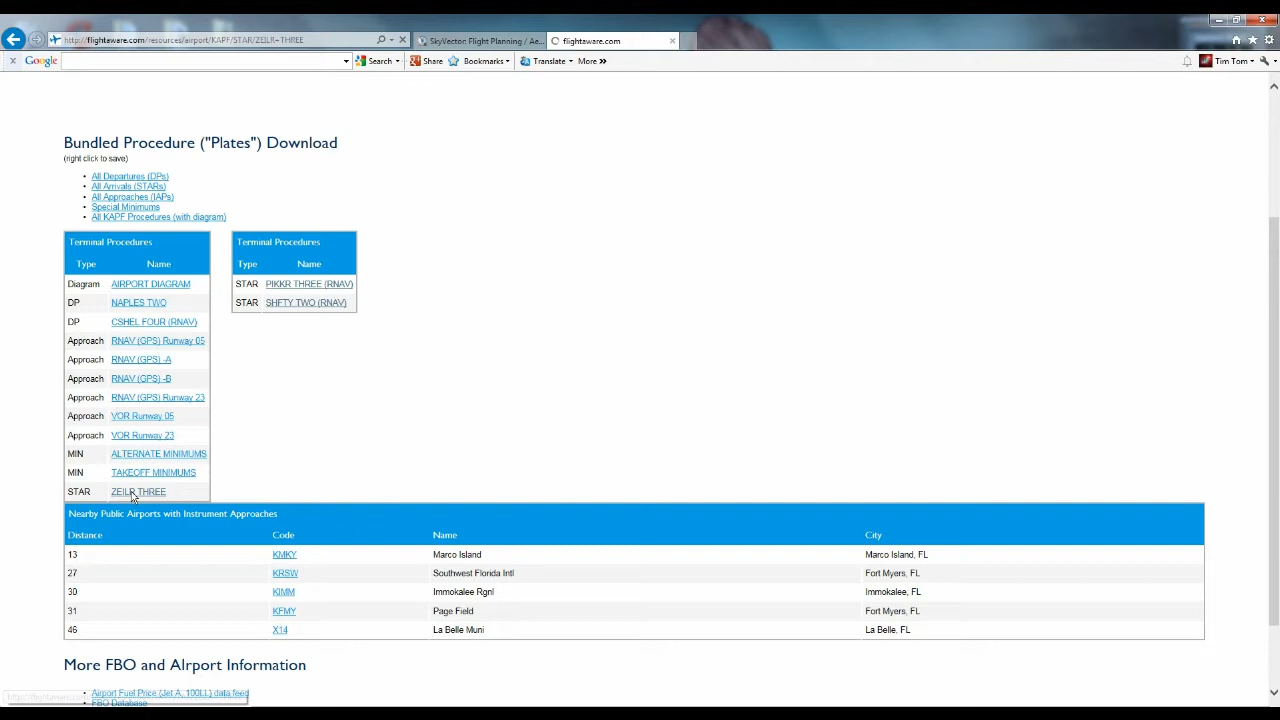 http://flightaware.com/resources/airport/KAPF/STAR/ZEILR+THREE
SkyVector: Flight Planning / Ae...
flightaware.com
Google
Search
Share
Bookmarks
Translate
More »
Tim Tom
Bundled Procedure ("Plates") Download
(right click to save)
• All Departures (DPs)
• All Arrivals (STARs)
• All Approaches (IAPs)
• Special Minimums
• All KAPF Procedures (with diagram)
Terminal Procedures
Type Name
Diagram AIRPORT DIAGRAM
DP NAPLES TWO
DP CSHEL FOUR (RNAV)
Approach RNAV (GPS) Runway 05
Approach RNAV (GPS) -A
Approach RNAV (GPS) -B
Approach RNAV (GPS) Runway 23
Approach VOR Runway 05
Approach VOR Runway 23
MIN ALTERNATE MINIMUMS
MIN TAKEOFF MINIMUMS
STAR ZEILR THREE
Terminal Procedures
Type Name
STAR PIKKR THREE (RNAV)
STAR SHFTY TWO (RNAV)
Nearby Public Airports with Instrument Approaches
Distance Code Name City
13 KMKY Marco Island Marco Island, FL
27 KRSW Southwest Florida Intl Fort Myers, FL
30 KIMM Immokalee Rgnl Immokalee, FL
31 KFMY Page Field Fort Myers, FL
46 X14 La Belle Muni La Belle, FL
More FBO and Airport Information
• Airport Fuel Price (Jet A, 100LL) data feed
• FBO Database